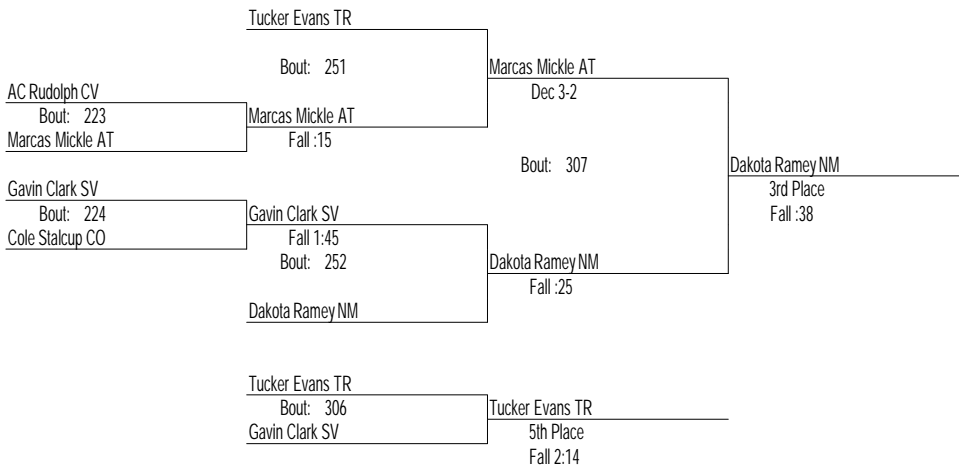 Tucker Evans TR
Bout: 251
Marcas Mickle AT
Dec 3-2
AC Rudolph CV
Bout: 223
Marcas Mickle AT
Marcas Mickle AT
Fall :15
Bout: 307
Dakota Ramey NM
3rd Place
Fall :38
Gavin Clark SV
Bout: 224
Cole Stalcup CO
Gavin Clark SV
Fall 1:45
Bout: 252
Dakota Ramey NM
Fall :25
Dakota Ramey NM
Tucker Evans TR
Bout: 306
Gavin Clark SV
Tucker Evans TR
5th Place
Fall 2:14